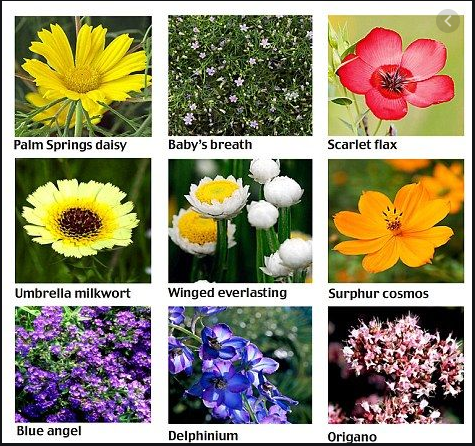 Palm Springs daisy
Baby's breath
Scarlet flax
Umbrella milkwort
Winged everlasting
Surphur cosmos
Blue angel
Delphinium
Origano